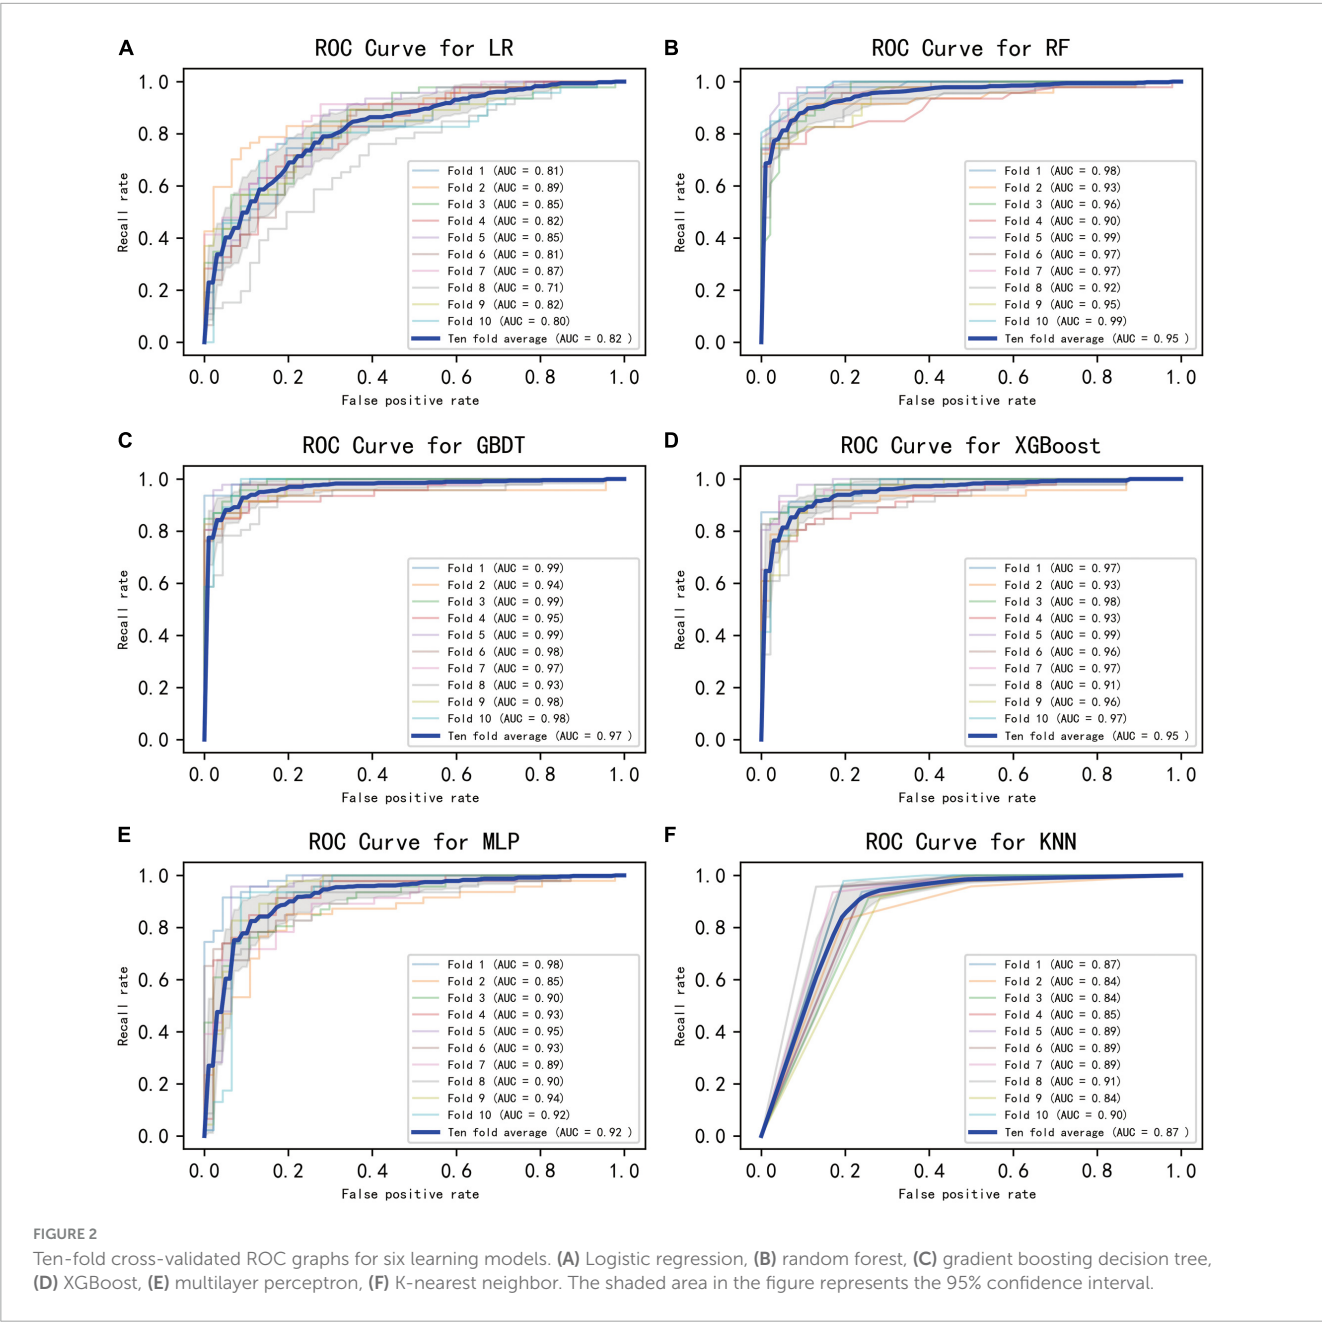 A
ROC Curve for LR
1.0
0.8
0.6
0.4
0.2
0.0
Recall rate
Fold 1 (AUC = 0.81)
Fold 2 (AUC = 0.89)
Fold 3 (AUC = 0.85)
Fold 4 (AUC = 0.82)
Fold 5 (AUC = 0.85)
Fold 6 (AUC = 0.81)
Fold 7 (AUC = 0.87)
Fold 8 (AUC = 0.71)
Fold 9 (AUC = 0.82)
Fold 10 (AUC = 0.80)
Ten fold average (AUC = 0.82 )
0.0 0.2 0.4 0.6 0.8 1.0
False positive rate
B
ROC Curve for RF
1.0
0.8
0.6
0.4
0.2
0.0
Recall rate
Fold 1 (AUC = 0.98)
Fold 2 (AUC = 0.93)
Fold 3 (AUC = 0.96)
Fold 4 (AUC = 0.90)
Fold 5 (AUC = 0.99)
Fold 6 (AUC = 0.97)
Fold 7 (AUC = 0.97)
Fold 8 (AUC = 0.92)
Fold 9 (AUC = 0.95)
Fold 10 (AUC = 0.99)
Ten fold average (AUC = 0.95 )
0.0 0.2 0.4 0.6 0.8 1.0
False positive rate
C
ROC Curve for GBDT
1.0
0.8
0.6
0.4
0.2
0.0
Recall rate
Fold 1 (AUC = 0.99)
Fold 2 (AUC = 0.94)
Fold 3 (AUC = 0.99)
Fold 4 (AUC = 0.95)
Fold 5 (AUC = 0.99)
Fold 6 (AUC = 0.98)
Fold 7 (AUC = 0.97)
Fold 8 (AUC = 0.93)
Fold 9 (AUC = 0.98)
Fold 10 (AUC = 0.98)
Ten fold average (AUC = 0.97 )
0.0 0.2 0.4 0.6 0.8 1.0
False positive rate
D
ROC Curve for XGBoost
1.0
0.8
0.6
0.4
0.2
0.0
Recall rate
Fold 1 (AUC = 0.97)
Fold 2 (AUC = 0.93)
Fold 3 (AUC = 0.98)
Fold 4 (AUC = 0.93)
Fold 5 (AUC = 0.99)
Fold 6 (AUC = 0.96)
Fold 7 (AUC = 0.97)
Fold 8 (AUC = 0.91)
Fold 9 (AUC = 0.96)
Fold 10 (AUC = 0.97)
Ten fold average (AUC = 0.95 )
0.0 0.2 0.4 0.6 0.8 1.0
False positive rate
E
ROC Curve for MLP
1.0
0.8
0.6
0.4
0.2
0.0
Recall rate
Fold 1 (AUC = 0.98)
Fold 2 (AUC = 0.85)
Fold 3 (AUC = 0.90)
Fold 4 (AUC = 0.93)
Fold 5 (AUC = 0.95)
Fold 6 (AUC = 0.93)
Fold 7 (AUC = 0.89)
Fold 8 (AUC = 0.90)
Fold 9 (AUC = 0.94)
Fold 10 (AUC = 0.92)
Ten fold average (AUC = 0.92 )
0.0 0.2 0.4 0.6 0.8 1.0
False positive rate
F
ROC Curve for KNN
1.0
0.8
0.6
0.4
0.2
0.0
Recall rate
Fold 1 (AUC = 0.87)
Fold 2 (AUC = 0.84)
Fold 3 (AUC = 0.84)
Fold 4 (AUC = 0.85)
Fold 5 (AUC = 0.89)
Fold 6 (AUC = 0.89)
Fold 7 (AUC = 0.89)
Fold 8 (AUC = 0.91)
Fold 9 (AUC = 0.84)
Fold 10 (AUC = 0.90)
Ten fold average (AUC = 0.87 )
0.0 0.2 0.4 0.6 0.8 1.0
False positive rate
FIGURE 2
Ten-fold cross-validated ROC graphs for six learning models. (A) Logistic regression, (B) random forest, (C) gradient boosting decision tree,
(D) XGBoost, (E) multilayer perceptron, (F) K-nearest neighbor. The shaded area in the figure represents the 95% confidence interval.